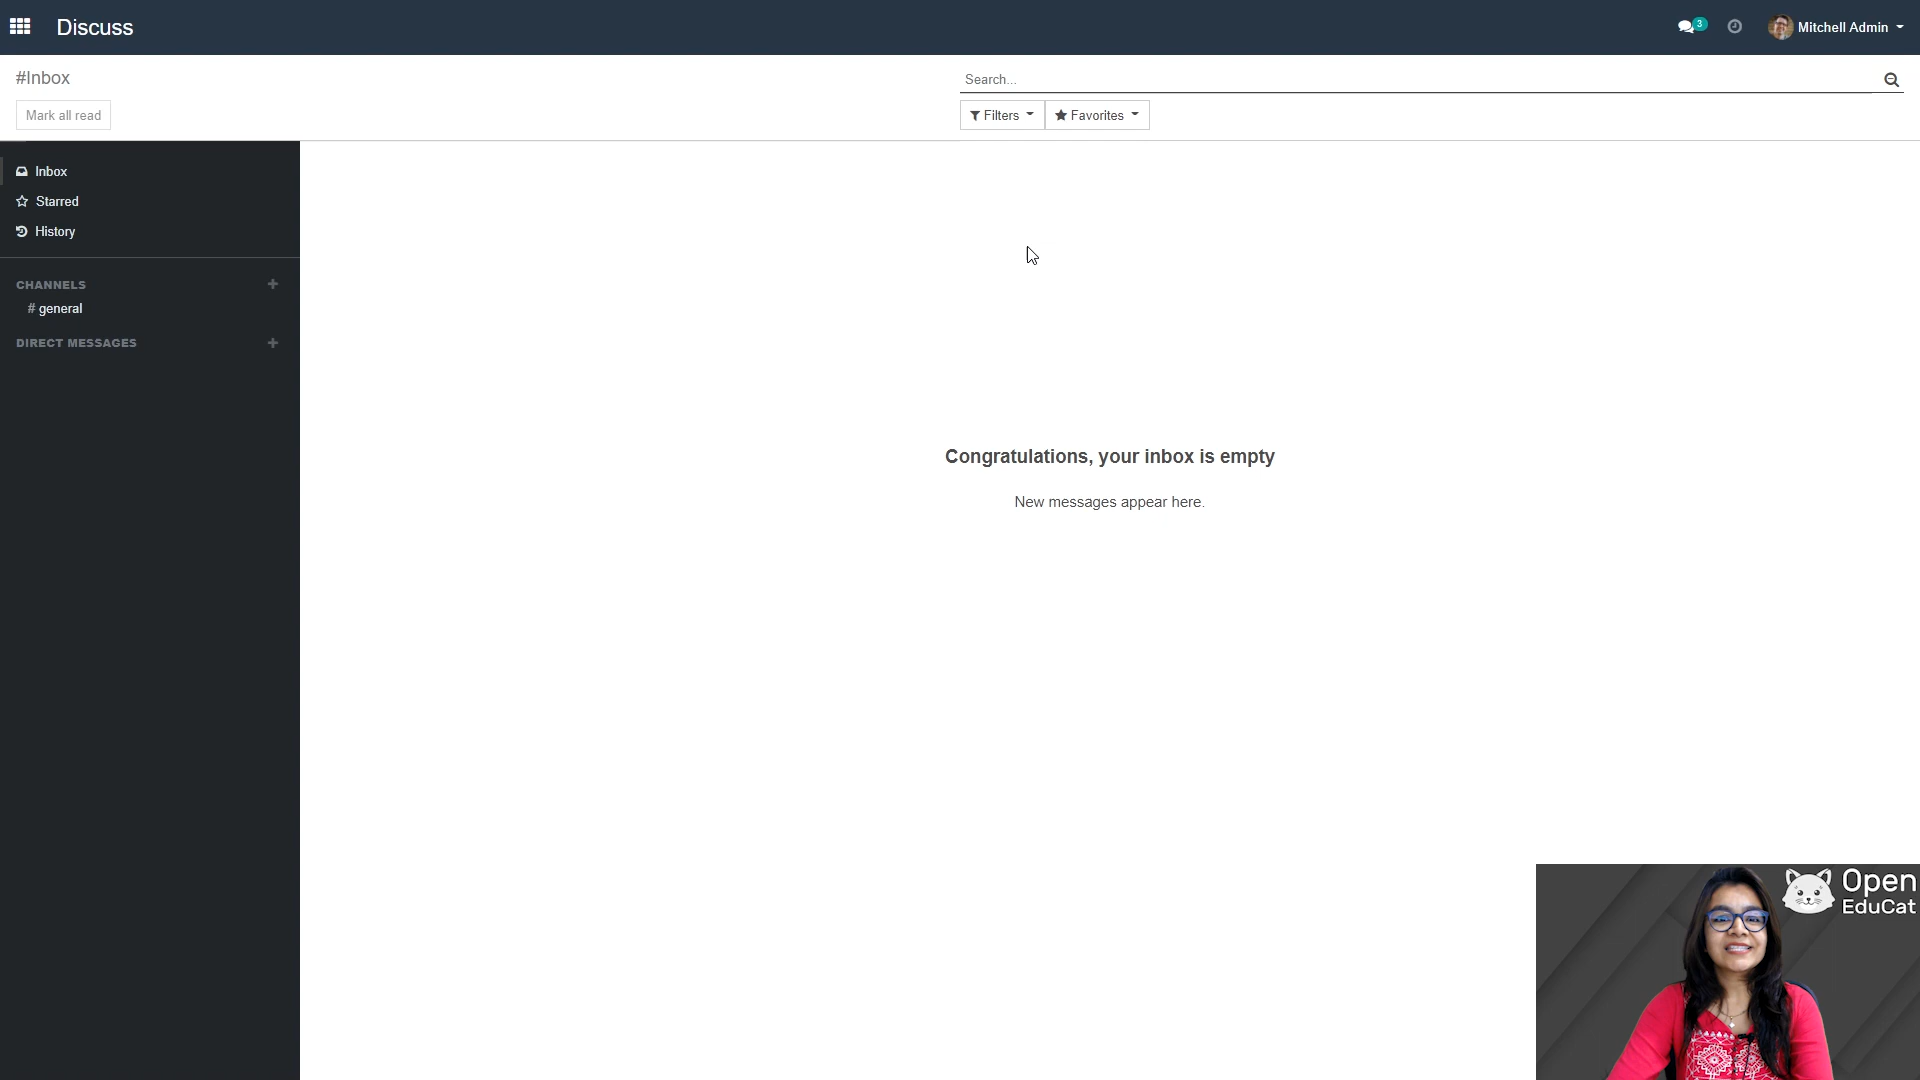 Discuss
3
Mitchell Admin
#Inbox
Search...
Mark all read
Filters
Favorites
Inbox
Starred
History
CHANNELS
# general
DIRECT MESSAGES
Congratulations, your inbox is empty
New messages appear here.
Open
EduCat